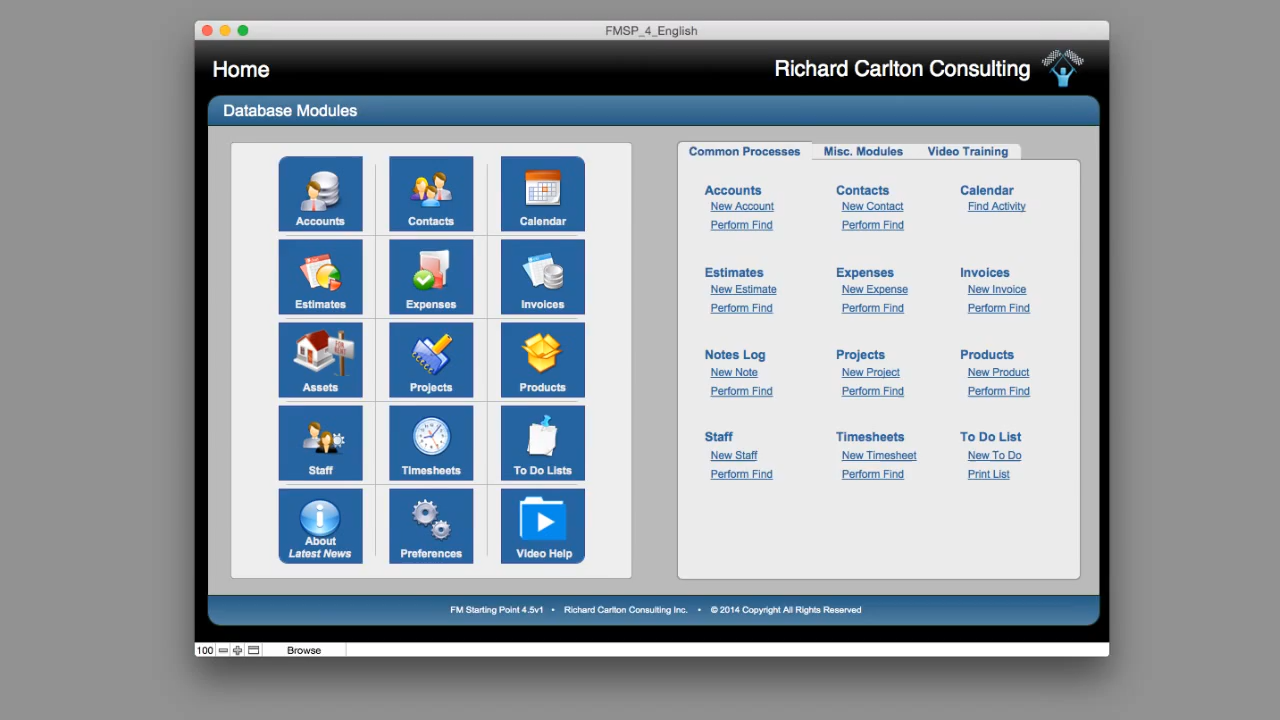 FMSP_4_English
Home
Richard Carlton Consulting
Database Modules
Accounts
Contacts
Calendar
Estimates
Expenses
Invoices
Assets
Projects
Products
Staff
Timesheets
To Do Lists
About
Latest News
Preferences
Video Help
Common Processes
Misc. Modules
Video Training
Accounts
New Account
Perform Find
Contacts
New Contact
Perform Find
Calendar
Find Activity
Estimates
New Estimate
Perform Find
Expenses
New Expense
Perform Find
Invoices
New Invoice
Perform Find
Notes Log
New Note
Perform Find
Projects
New Project
Perform Find
Products
New Product
Perform Find
Staff
New Staff
Perform Find
Timesheets
New Timesheet
Perform Find
To Do List
New To Do
Print List
FM Starting Point 4.5v1 • Richard Carlton Consulting Inc. • © 2014 Copyright All Rights Reserved
100
Browse